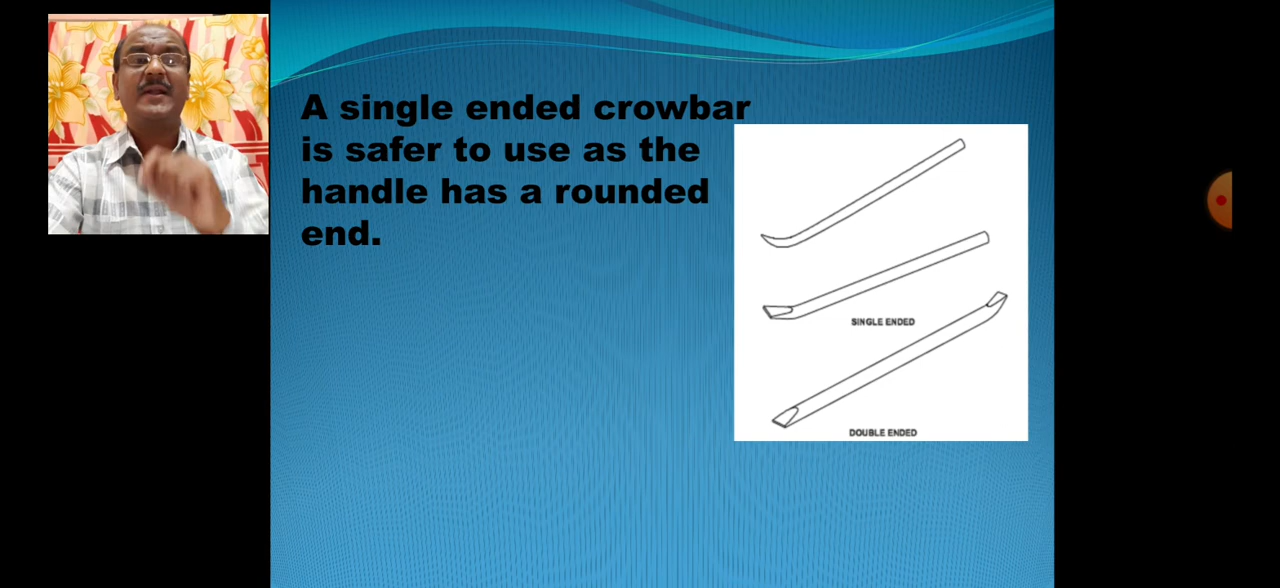 A single ended crowbar
is safer to use as the
handle has a rounded
end.
SINGLE ENDED
DOUBLE ENDED